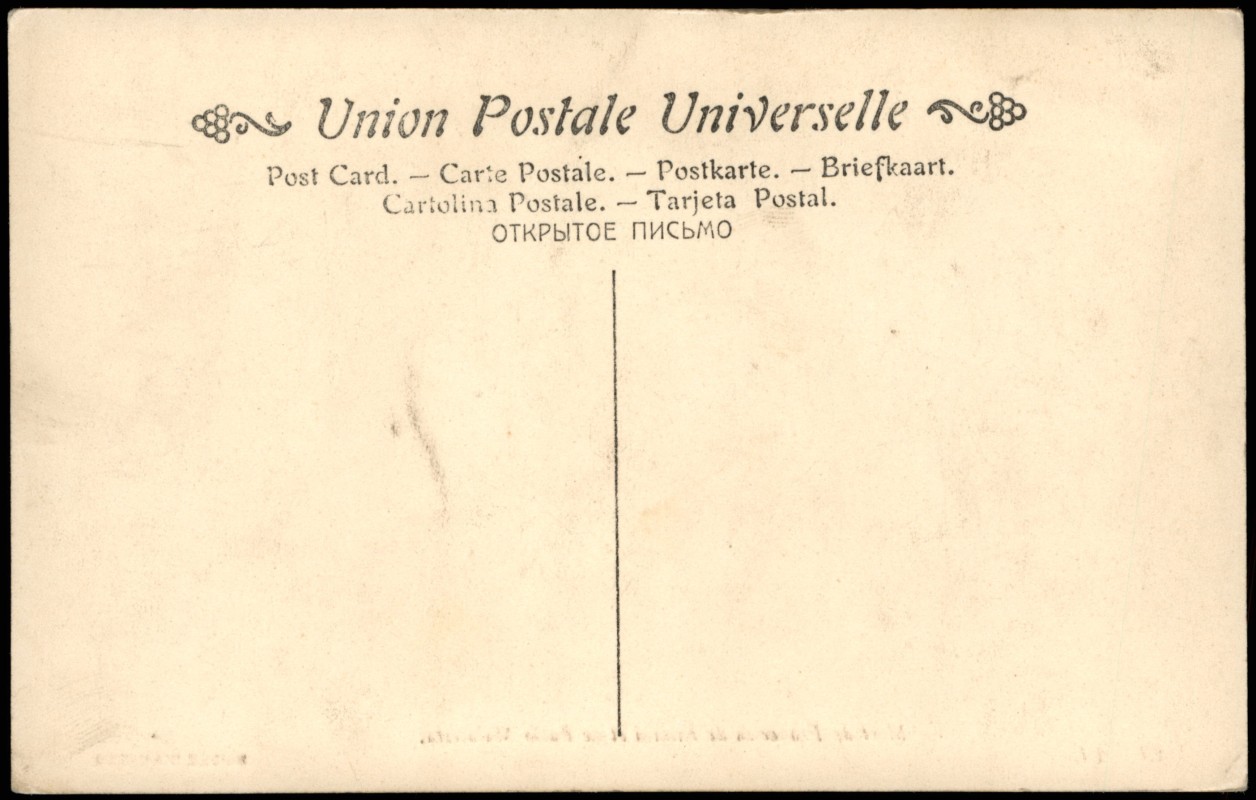 Union Postale Universelle
Post Card. — Carte Postale. — Postkarte. — Briefkaart.
Cartolina Postale. — Tarjeta Postal.
ОТКРЫТОЕ ПИСЬМО